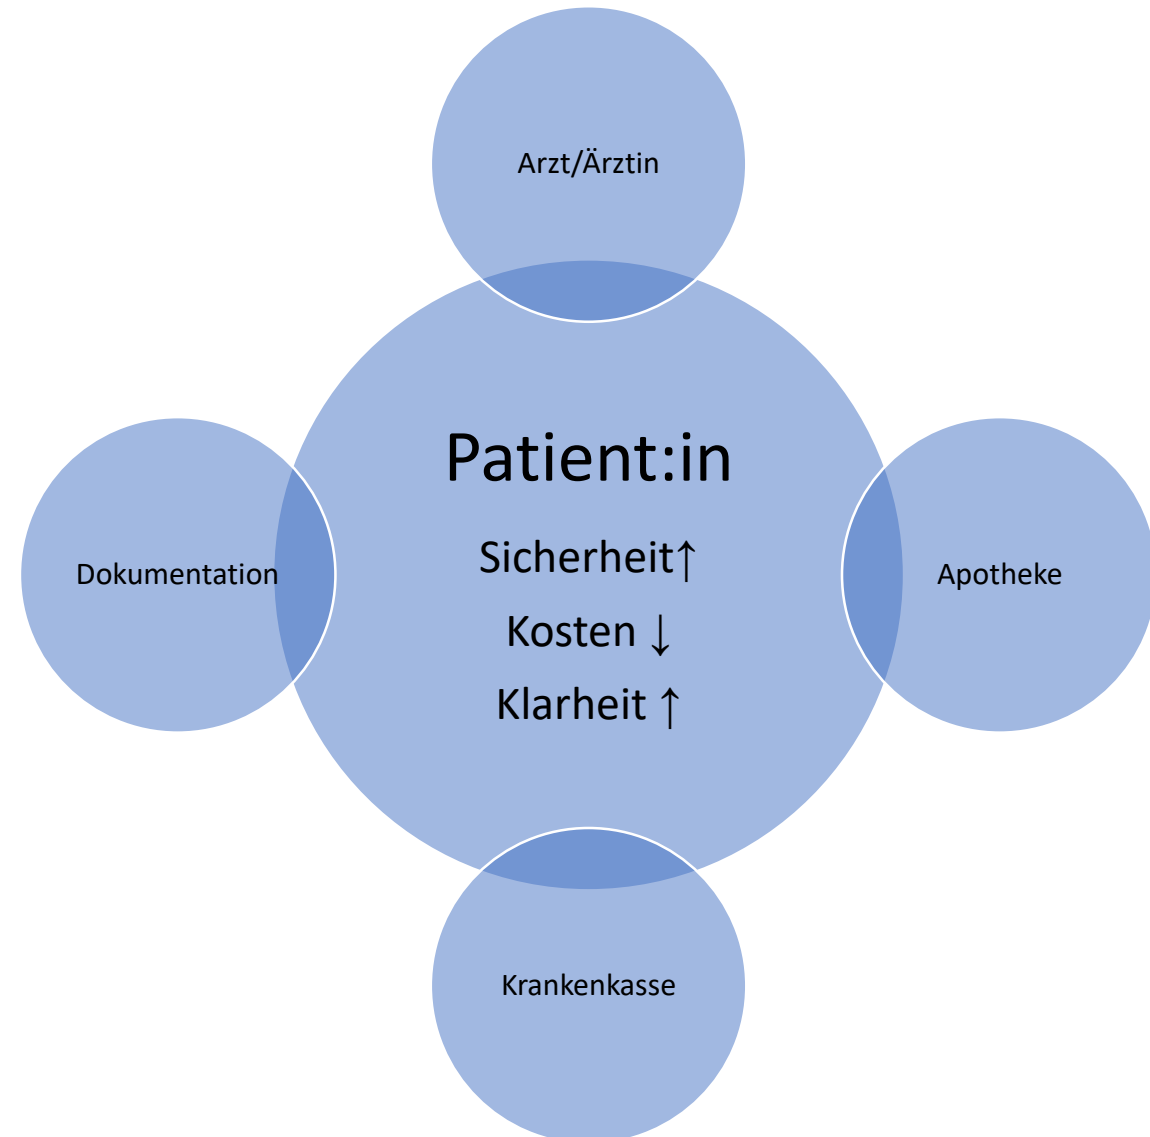 Arzt/Ärztin
Patient:in
Sicherheit↑
Kosten ↓
Klarheit ↑
Dokumentation
Apotheke
Krankenkasse